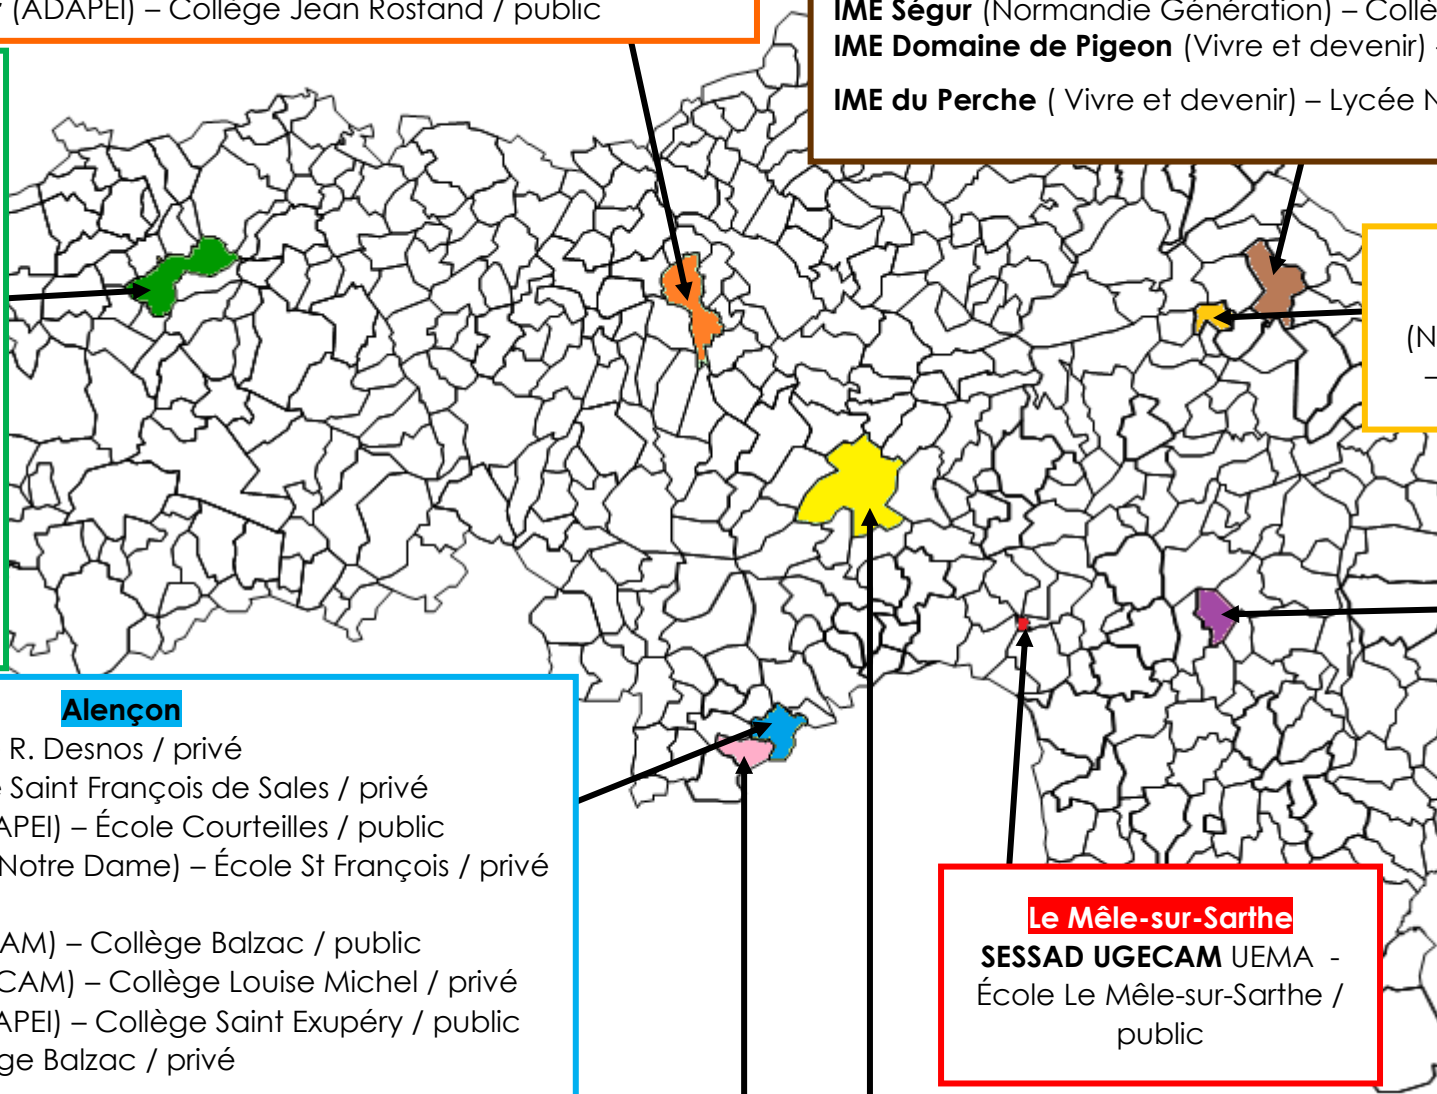 (ADAPEI) – Collège Jean Rostand / public
IME Ségur (Normandie Génération) – Collè
IME Domaine de Pigeon (Vivre et devenir)
IME du Perche ( Vivre et devenir) – Lycée N
(N
–
Alençon
R. Desnos / privé
Saint François de Sales / privé
APEI) – École Courteilles / public
Notre Dame) – École St François / privé
AM) – Collège Balzac / public
CAM) – Collège Louise Michel / privé
APEI) – Collège Saint Exupéry / public
ge Balzac / privé
Le Mêle-sur-Sarthe
SESSAD UGECAM UEMA -
École Le Mêle-sur-Sarthe /
public